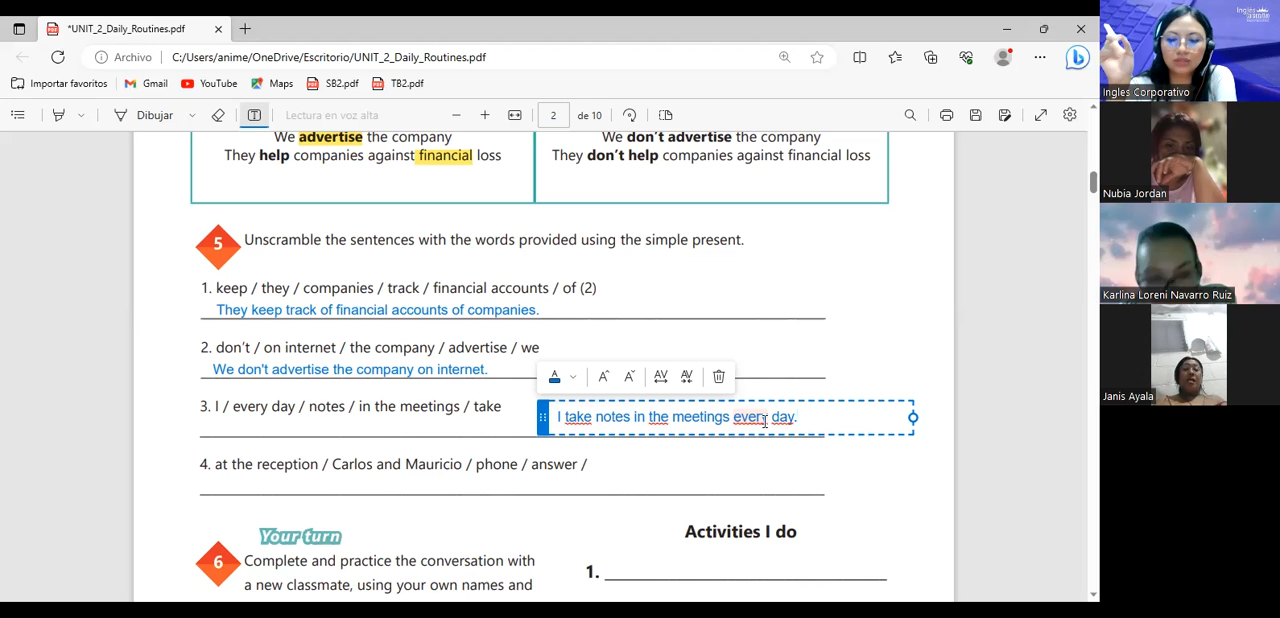 *UNIT_2_Daily_Routines.pdf
Archivo
C:/Users/anime/OneDrive/Escritorio/UNIT_2_Daily_Routines.pdf
Importar favoritos
Gmail
YouTube
Maps
SB2.pdf
TB2.pdf
Dibujar
Lectura en voz alta
2
de 10
We advertise the company
They help companies against financial loss
We don't advertise the company
They don't help companies against financial loss
5
Unscramble the sentences with the words provided using the simple present.
1. keep / they / companies / track / financial accounts / of (2)
They keep track of financial accounts of companies.
2. don't / on internet / the company / advertise / we
We don't advertise the company on internet.
3. I / every day / notes / in the meetings / take
I take notes in the meetings every day.
4. at the reception / Carlos and Mauricio / phone / answer /
Your turn
6
Complete and practice the conversation with
a new classmate, using your own names and
Activities I do
1.
Ingles Corporativo
Nubia Jordan
Karlina Loreni Navarro Ruiz
Janis Ayala